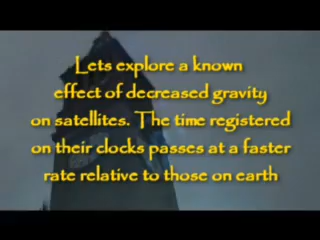 Lets explore a known
effect of decreased gravity
on satellites. The time registered
on their clocks passes at a faster
rate relative to those on earth